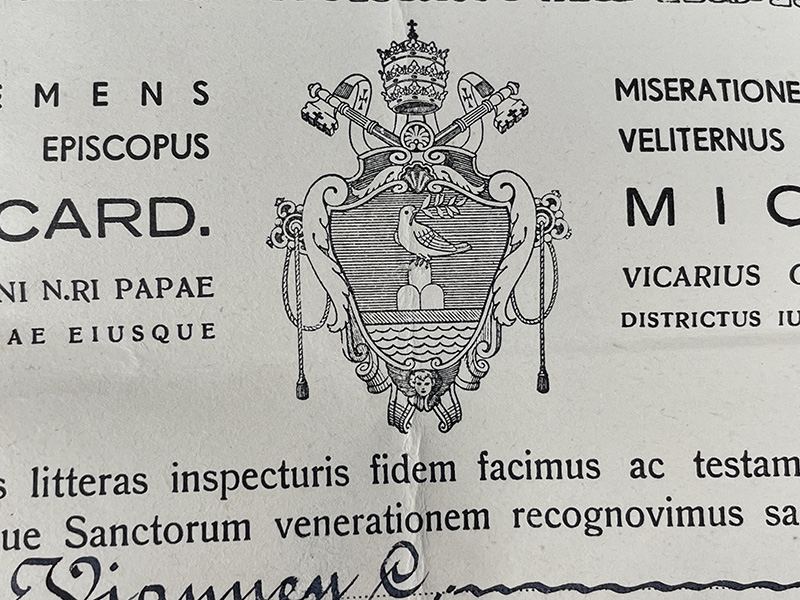 EMENS MISERATIONE
EPISCOPUS VELITERNUS
CARD. MIC
NI N.RI PAPAE VICARIUS
AE EIUSQUE DISTRICTUS IU
s litteras inspecturis fidem facimus ac testam
ue Sanctorum venerationem recognovimus sa